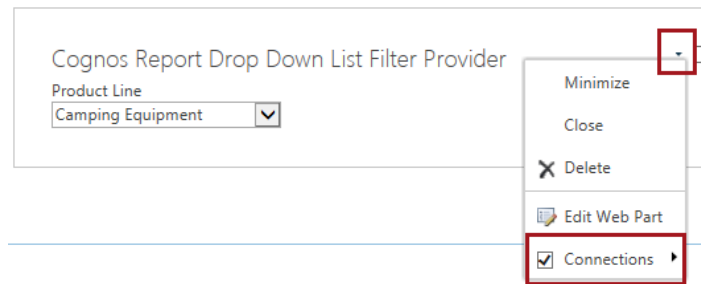 Cognos Report Drop Down List Filter Provider
Product Line
Camping Equipment
Minimize
Close
Delete
Edit Web Part
Connections